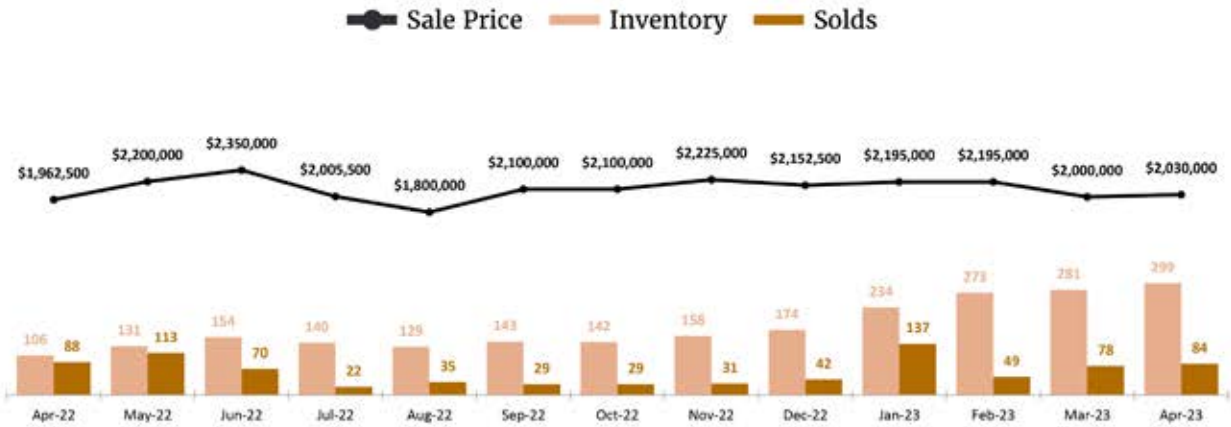 Sale Price Inventory Solds
$1,962,500 $2,200,000 $2,350,000 $2,005,500 $1,800,000 $2,100,000 $2,100,000 $2,225,000 $2,152,500 $2,195,000 $2,195,000 $2,000,000 $2,030,000
106 88 131 113 154 70 140 22 129 35 143 29 142 29 158 31 174 42 234 137 273 49 281 78 299 84
Apr-22 May-22 Jun-22 Jul-22 Aug-22 Sep-22 Oct-22 Nov-22 Dec-22 Jan-23 Feb-23 Mar-23 Apr-23